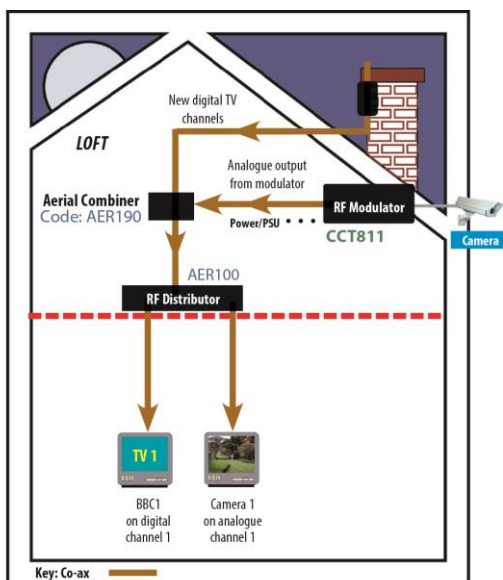 New digital TV
channels
LOFT
Analogue output
from modulator
Aerial Combiner
Code: AER190
RF Modulator
Power/PSU
CCT811
Camera
AER100
RF Distributor
TV 1
BBC1
on digital
channel 1
Camera 1
on analogue
channel 1
Key: Co-ax